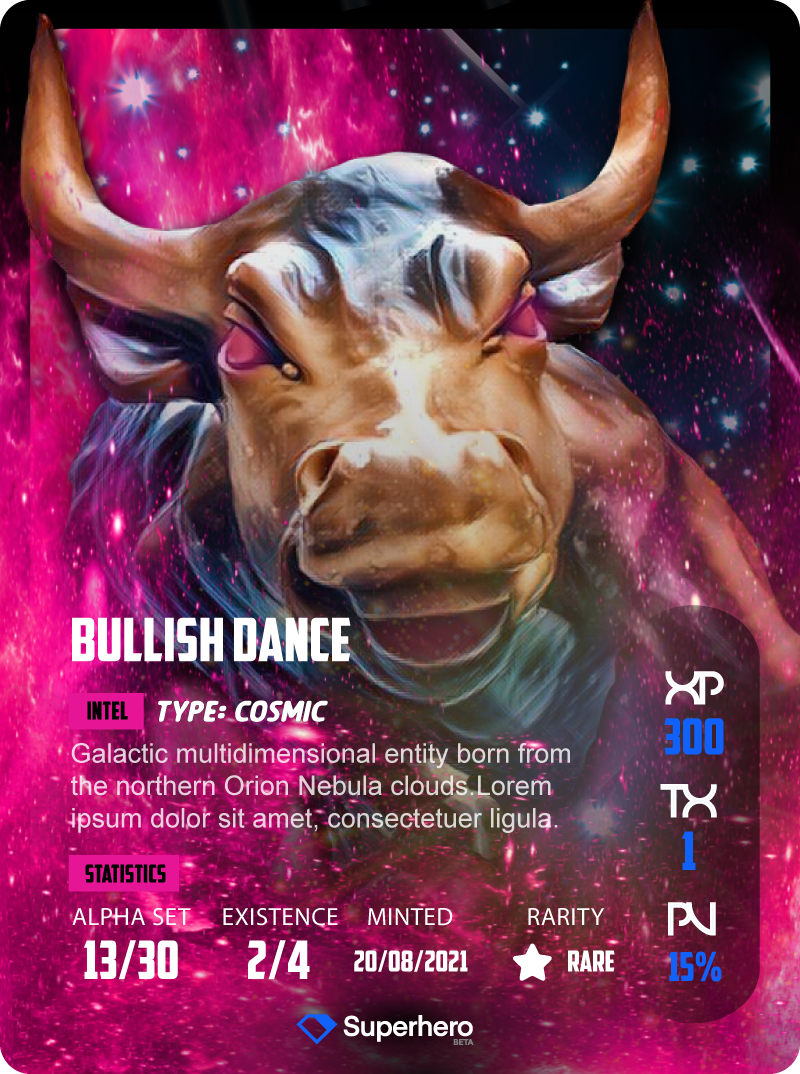 BULLISH DANCE
INTEL TYPE: COSMIC
Galactic multidimensional entity born from
the northern Orion Nebula clouds.Lorem
ipsum dolor sit amet, consectetuer ligula.
STATISTICS
ALPHA SET EXISTENCE MINTED RARITY
13/30 2/4 20/08/2021 RARE
XP
300
TX
1
PV
15%
Superhero
BETA